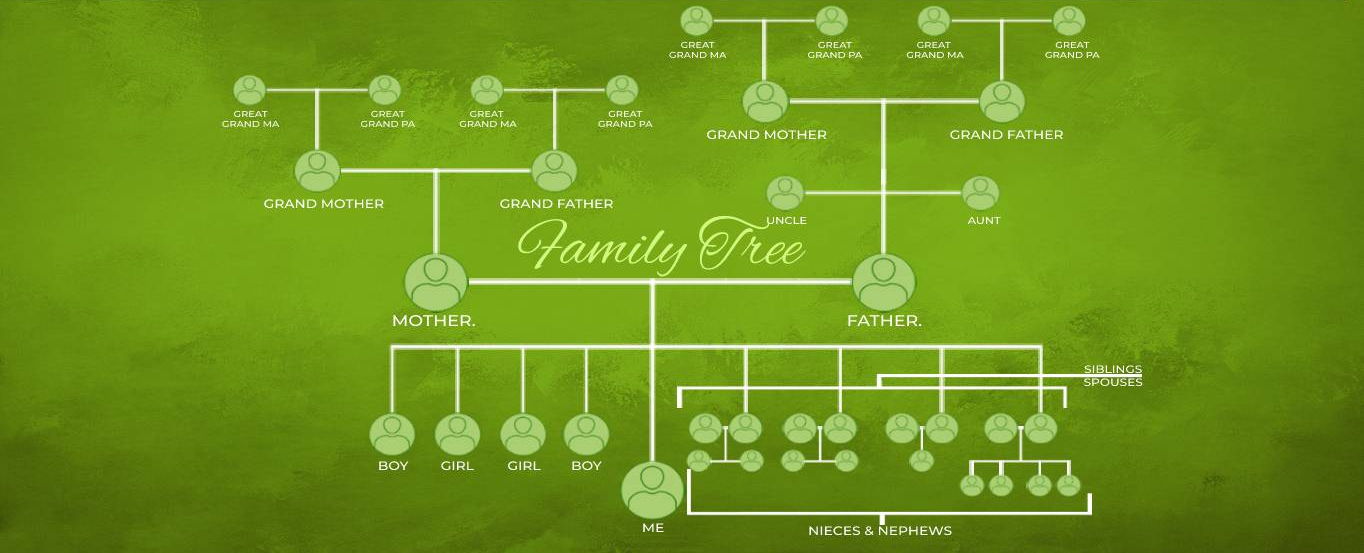 GREAT
GRAND MA
GREAT
GRAND PA
GREAT
GRAND MA
GREAT
GRAND PA
GREAT
GRAND MA
GREAT
GRAND PA
GREAT
GRAND MA
GREAT
GRAND PA
GRAND MOTHER
GRAND FATHER
GRAND MOTHER
GRAND FATHER
UNCLE
AUNT
Family Tree
MOTHER.
FATHER.
SIBLINGS
SPOUSES
BOY
GIRL
GIRL
BOY
ME
NIECES & NEPHEWS